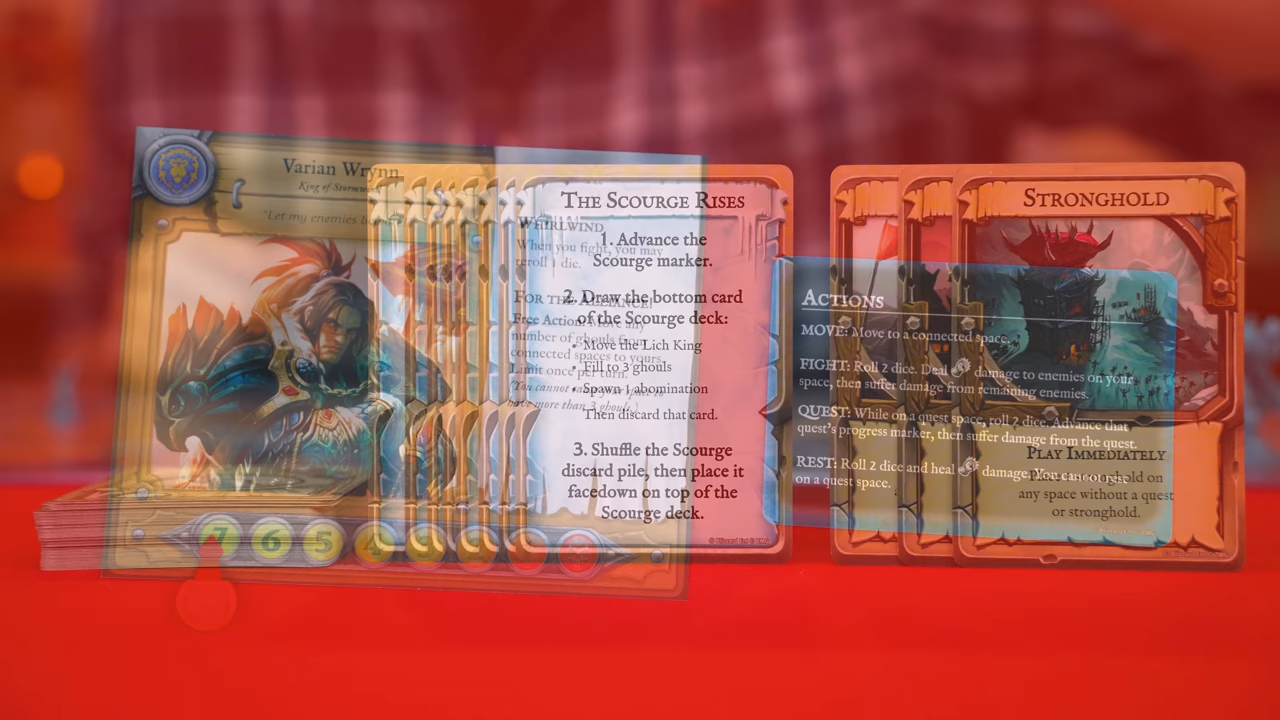 Varian Wrynn
King of Stormwind
"Let my enemies
WHIRLWIND
When you fight, you may
reroll 1 die.
FOR THE ALLIANCE!
Free Action: Move any
number of ghouls from
connected spaces to yours.
Limit once per turn.
(You cannot
have more than 3 ghouls.)
7 6 5 4
THE SCOURGE RISES
1. Advance the
Scourge marker.
2. Draw the bottom card
of the Scourge deck:
• Move the Lich King
• Fill to 3 ghouls
• Spawn 1 abomination
Then discard that card.
3. Shuffle the Scourge
discard pile, then place it
facedown on top of the
Scourge deck.
STRONGHOLD
PLAY IMMEDIATELY
on
any space without a quest
or stronghold.
ACTIONS
MOVE: Move to a connected space.
FIGHT: Roll 2 dice. Deal damage to enemies on your
space, then suffer damage from remaining enemies.
QUEST: While on a quest space, roll 2 dice. Advance that
quest's progress marker, then suffer damage from the quest.
REST: Roll 2 dice and heal damage. You cannot rest
on a quest space.